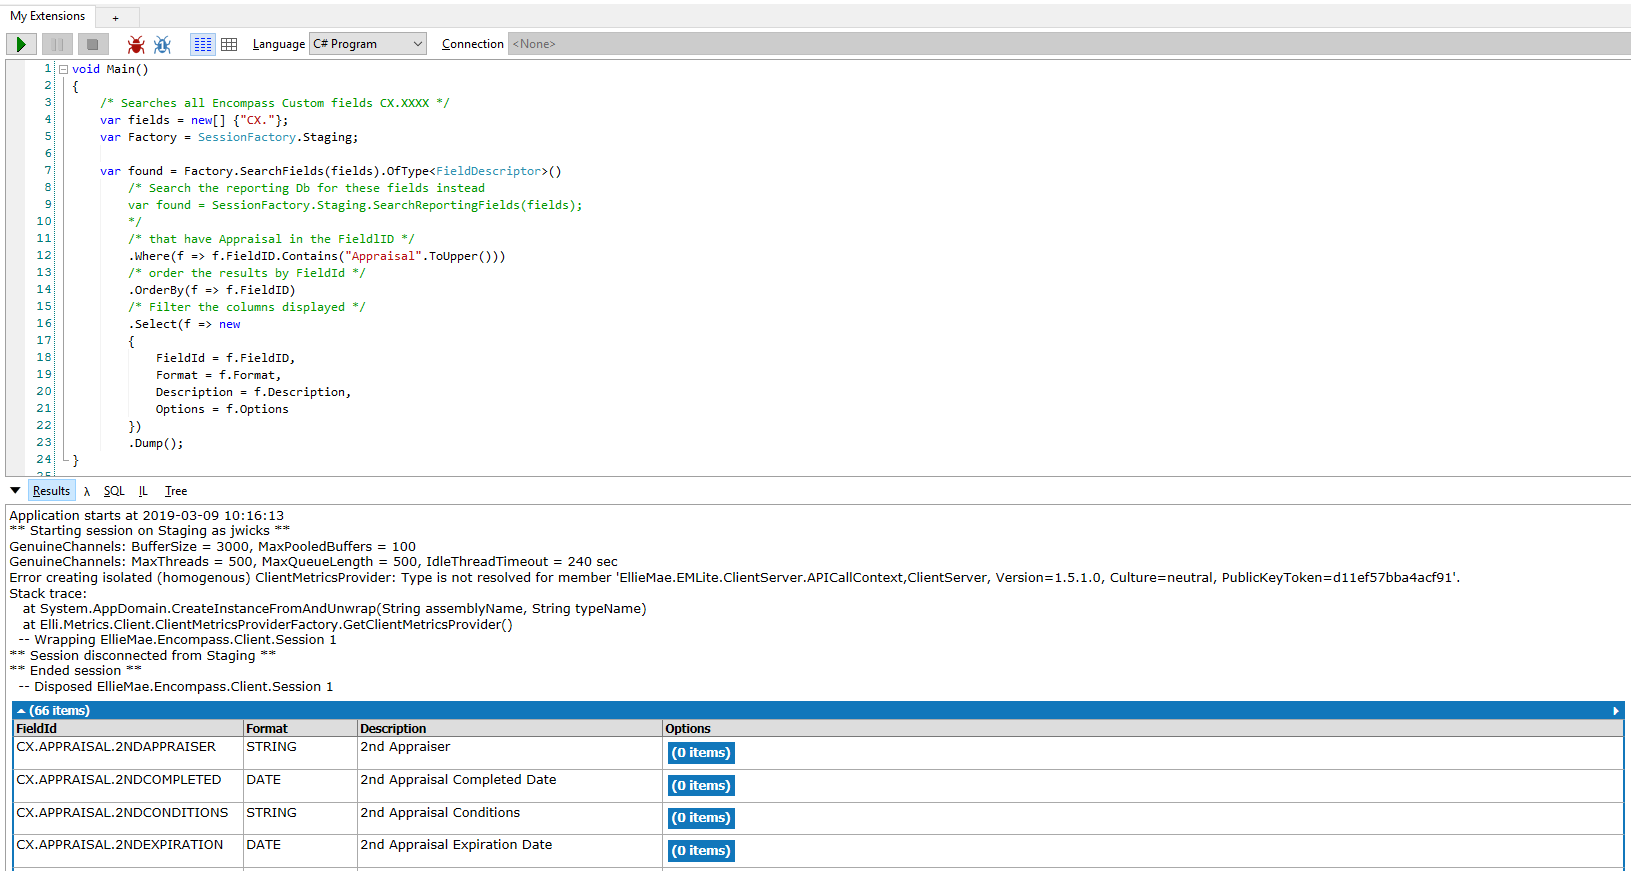 My Extensions +
Language C# Program Connection <None>
1 void Main()
2 {
3 /* Searches all Encompass Custom fields CX.XXXX */
4 var fields = new[] {"CX."};
5 var Factory = SessionFactory.Staging;
6
7 var found = Factory.SearchFields(fields).OfType<FieldDescriptor>()
8 /* Search the reporting Db for these fields instead
9 var found = SessionFactory.Staging.SearchReportingFields(fields);
10 */
11 /* that have Appraisal in the FieldlID */
12 .Where(f => f.FieldID.Contains("Appraisal".ToUpper()))
13 /* order the results by FieldId */
14 .OrderBy(f => f.FieldID)
15 /* Filter the columns displayed */
16 .Select(f => new
17 {
18 FieldId = f.FieldID,
19 Format = f.Format,
20 Description = f.Description,
21 Options = f.Options
22 })
23 .Dump();
24 }
25
Results λ SQL IL Tree
Application starts at 2019-03-09 10:16:13
** Starting session on Staging as jwicks **
GenuineChannels: BufferSize = 3000, MaxPooledBuffers = 100
GenuineChannels: MaxThreads = 500, MaxQueueLength = 500, IdleThreadTimeout = 240 sec
Error creating isolated (homogenous) ClientMetricsProvider: Type is not resolved for member 'EllieMae.EMLite.ClientServer.APICallContext,ClientServer, Version=1.5.1.0, Culture=neutral, PublicKeyToken=d11ef57bba4acf91'.
Stack trace:
at System.AppDomain.CreateInstanceFromAndUnwrap(String assemblyName, String typeName)
at Elli.Metrics.Client.ClientMetricsProviderFactory.GetClientMetricsProvider()
-- Wrapping EllieMae.Encompass.Client.Session 1
** Session disconnected from Staging **
** Ended session **
-- Disposed EllieMae.Encompass.Client.Session 1
(66 items)
FieldId Format Description Options
CX.APPRAISAL.2NDAPPRAISER STRING 2nd Appraiser (0 items)
CX.APPRAISAL.2NDCOMPLETED DATE 2nd Appraisal Completed Date (0 items)
CX.APPRAISAL.2NDCONDITIONS STRING 2nd Appraisal Conditions (0 items)
CX.APPRAISAL.2NDEXPIRATION DATE 2nd Appraisal Expiration Date (0 items)